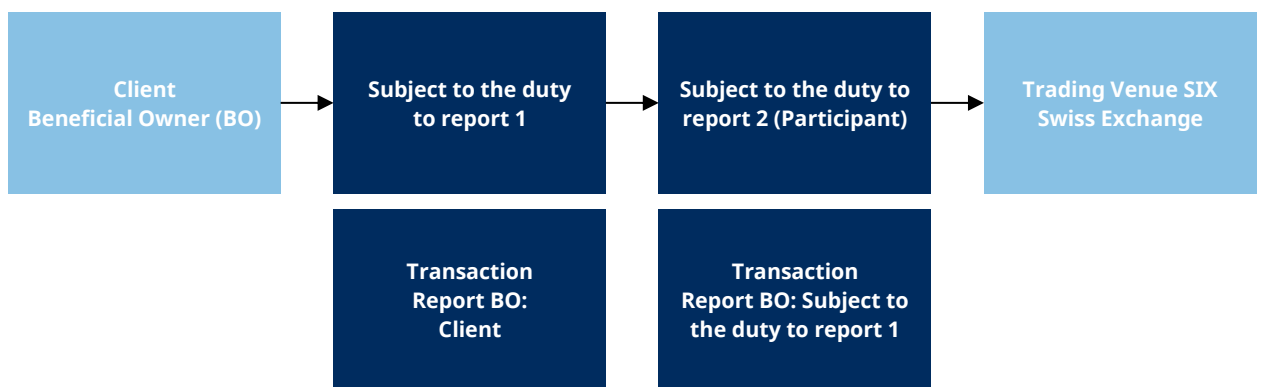 Client
Beneficial Owner (BO)
Subject to the duty
to report 1
Subject to the duty to
report 2 (Participant)
Trading Venue SIX
Swiss Exchange
Transaction
Report BO:
Client
Transaction
Report BO: Subject to
the duty to report 1